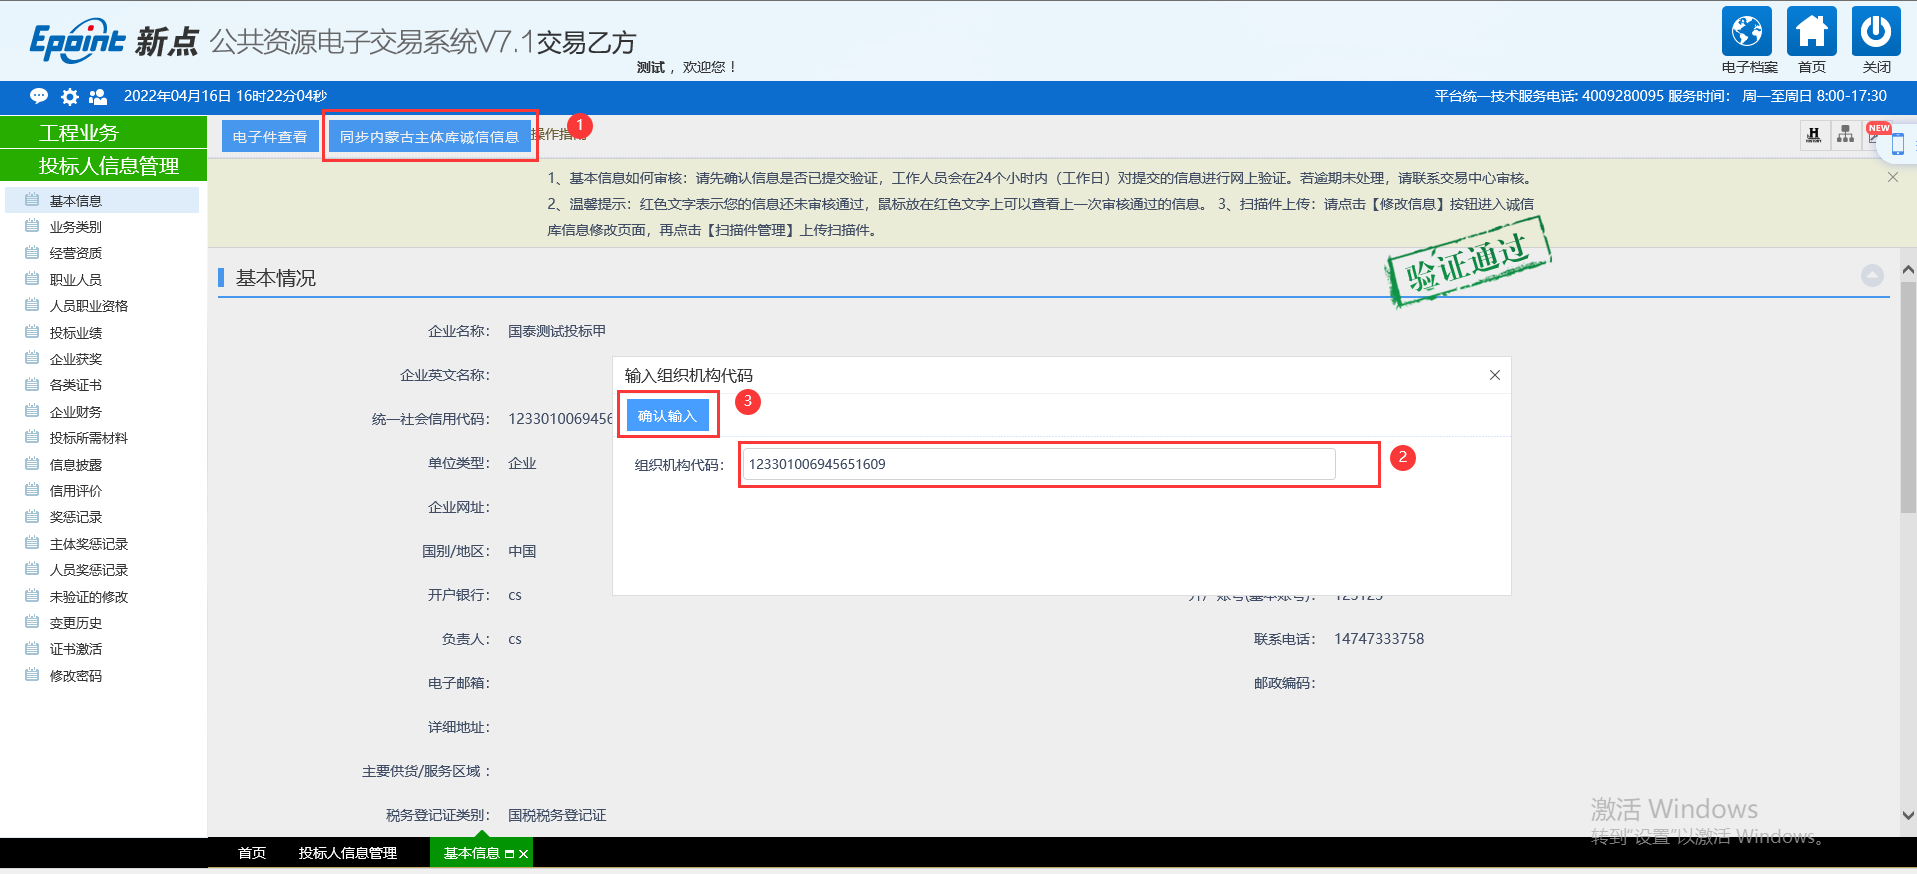 Epoint 新点 公共资源电子交易系统V7.1交易乙方
测试 ，欢迎您！
电子档案 首页 关闭
2022年04月16日 16时22分04秒
平台统一技术服务电话: 4009280095 服务时间： 周一至周日 8:00-17:30
工程业务
投标人信息管理
基本信息
业务类别
经营资质
职业人员
人员职业资格
投标业绩
企业获奖
各类证书
企业财务
投标所需材料
信息披露
信用评价
奖惩记录
主体奖惩记录
人员奖惩记录
未验证的修改
变更历史
证书激活
修改密码
电子件查看 同步内蒙古主体库诚信信息 操作指 1
H NEW
1、基本信息如何审核：请先确认信息是否已提交验证，工作人员会在24个小时内（工作日）对提交的信息进行网上验证。若逾期未处理，请联系交易中心审核。
2、温馨提示：红色文字表示您的信息还未审核通过，鼠标放在红色文字上可以查看上一次审核通过的信息。 3、扫描件上传：请点击【修改信息】按钮进入诚信
库信息修改页面，再点击【扫描件管理】上传扫描件。
验证通过
基本情况
企业名称： 国泰测试投标甲
企业英文名称：
统一社会信用代码： 1233010069456
单位类型： 企业
企业网址：
国别/地区： 中国
开户银行： cs
开户账号(基本账号)： 123123
负责人： cs
联系电话： 14747333758
电子邮箱：
邮政编码：
详细地址：
主要供货/服务区域 ：
税务登记证类别： 国税税务登记证
输入组织机构代码
确认输入 3
组织机构代码： 123301006945651609 2
激活 Windows
转到"设置"以激活 Windows。
首页 投标人信息管理 基本信息